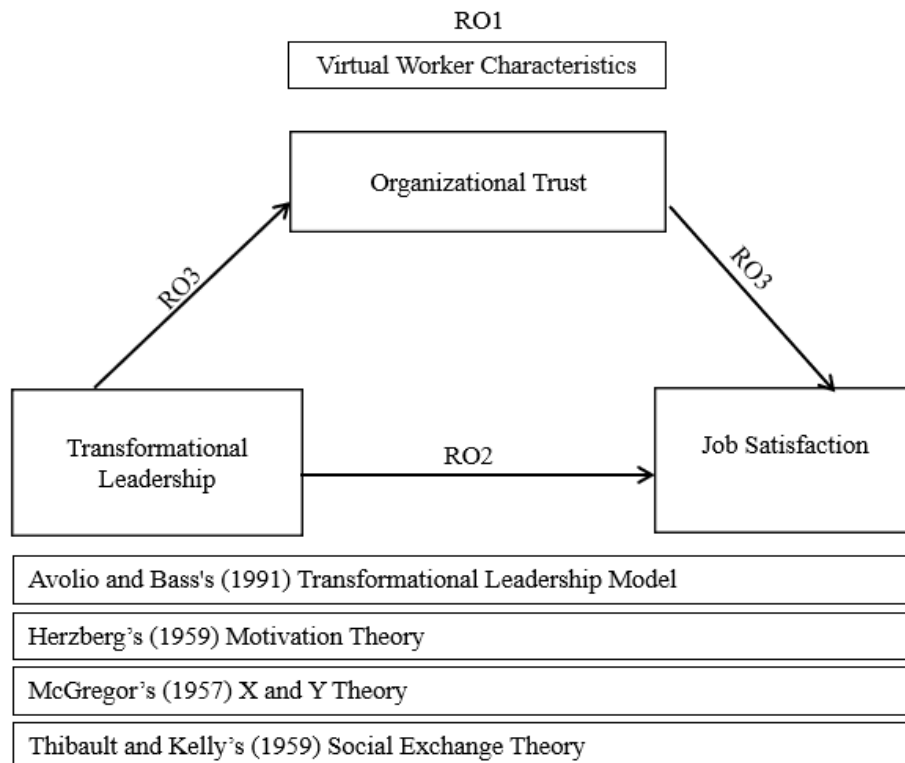 RO1
Virtual Worker Characteristics
Organizational Trust
RO3
RO3
Transformational
Leadership
RO2
Job Satisfaction
Avolio and Bass's (1991) Transformational Leadership Model
Herzberg’s (1959) Motivation Theory
McGregor’s (1957) X and Y Theory
Thibault and Kelly’s (1959) Social Exchange Theory